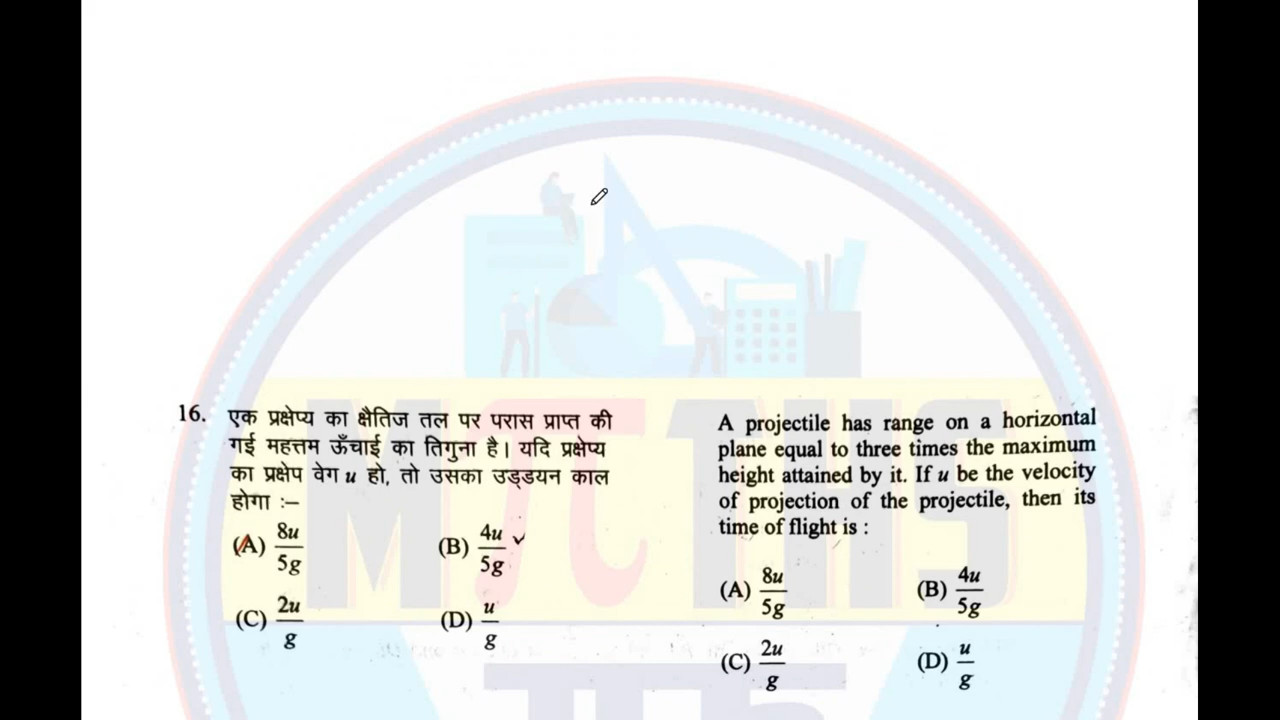 16. एक प्रक्षेप्य का क्षैतिज तल पर परास प्राप्त की
गई महत्तम ऊँचाई का तिगुना है। यदि प्रक्षेप्य
का प्रक्षेप वेग u हो, तो उसका उड्डयन काल
होगा :–
(A) 8u/5g (B) 4u/5g ✓
(C) 2u/g (D) u/g
A projectile has range on a horizontal
plane equal to three times the maximum
height attained by it. If u be the velocity
of projection of the projectile, then its
time of flight is :
(A) 8u/5g (B) 4u/5g
(C) 2u/g (D) u/g
MπTHS